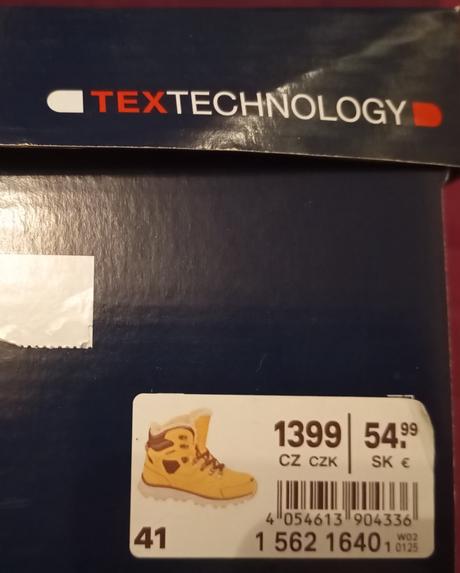 TEXTECHNOLOGY
1399 54.99
CZ CZK SK €
4 054613 904336
41
1 562 1640 1 W02 0125